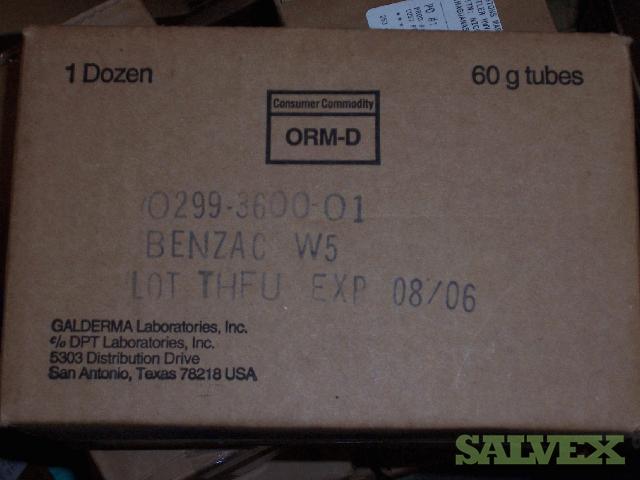 1 Dozen
60 g tubes
Consumer Commodity
ORM-D
0299-3600-01
BENZAC W5
LOT THFU EXP 08/06
GALDERMA Laboratories, Inc.
c/o DPT Laboratories, Inc.
5303 Distribution Drive
San Antonio, Texas 78218 USA
SALVEX